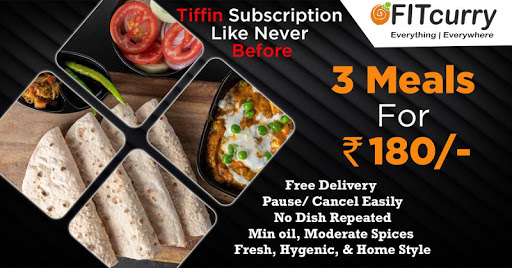 Tiffin Subscription
Like Never
Before
FITcurry
Everything | Everywhere
3 Meals
For
₹ 180/-
Free Delivery
Pause/ Cancel Easily
No Dish Repeated
Min oil, Moderate Spices
Fresh, Hygenic, & Home Style